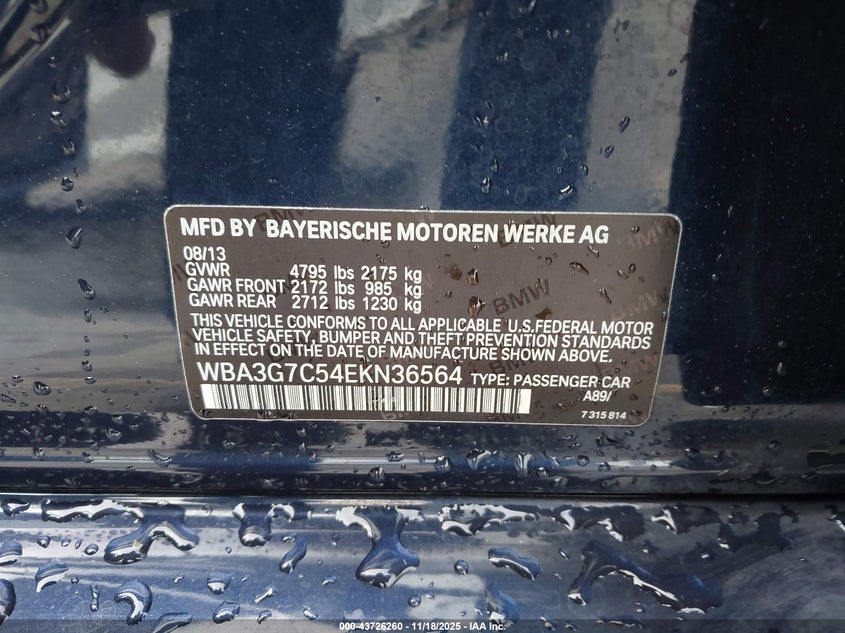 MFD BY BAYERISCHE MOTOREN WERKE AG
08/13
GVWR 4795 lbs 2175 kg
GAWR FRONT 2172 lbs 985 kg
GAWR REAR 2712 lbs 1230 kg
THIS VEHICLE CONFORMS TO ALL APPLICABLE U.S.FEDERAL MOTOR
VEHICLE SAFETY, BUMPER AND THEFT PREVENTION STANDARDS
IN EFFECT ON THE DATE OF MANUFACTURE SHOWN ABOVE.
WBA3G7C54EKN36564 TYPE: PASSENGER CAR
A89/
7 315 814
BMW
000-43726260 - 11/18/2025 - IAA Inc.